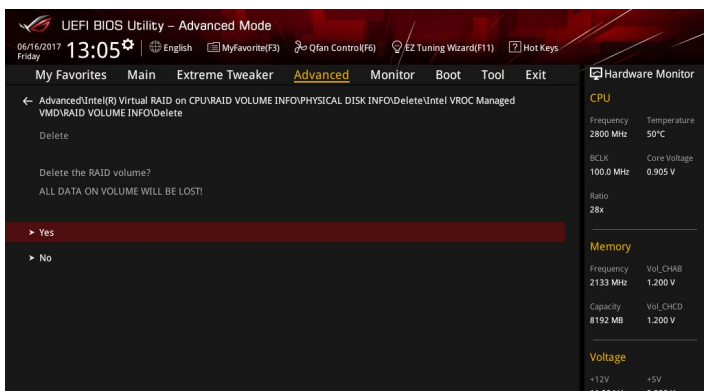 UEFI BIOS Utility – Advanced Mode
06/16/2017 Friday 13:05 English MyFavorite(F3) Qfan Control(F6) EZ Tuning Wizard(F11) ? Hot Keys
My Favorites Main Extreme Tweaker Advanced Monitor Boot Tool Exit
← Advanced\Intel(R) Virtual RAID on CPU\RAID VOLUME INFO\PHYSICAL DISK INFO\Delete\Intel VROC Managed
VMD\RAID VOLUME INFO\Delete
Delete
Delete the RAID volume?
ALL DATA ON VOLUME WILL BE LOST!
➤ Yes
➤ No
Hardware Monitor
CPU
Frequency Temperature
2800 MHz 50°C
BCLK Core Voltage
100.0 MHz 0.905 V
Ratio
28x
Memory
Frequency Vol_CHAB
2133 MHz 1.200 V
Capacity Vol_CHCD
8192 MB 1.200 V
Voltage
+12V +5V